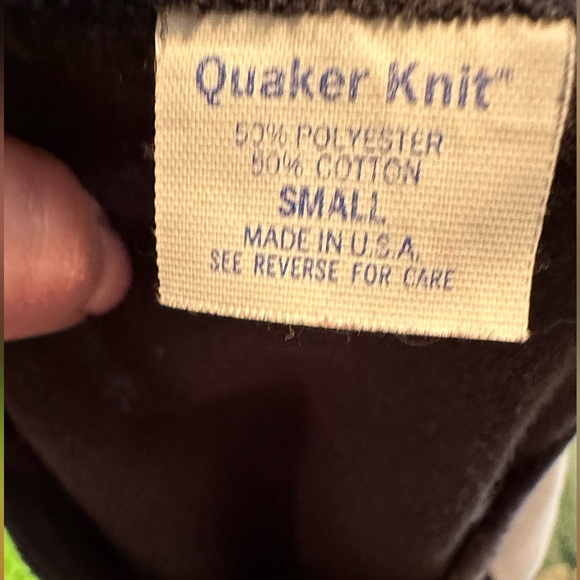 Quaker Knit™
50% POLYESTER
50% COTTON
SMALL
MADE IN U.S.A.
SEE REVERSE FOR CARE